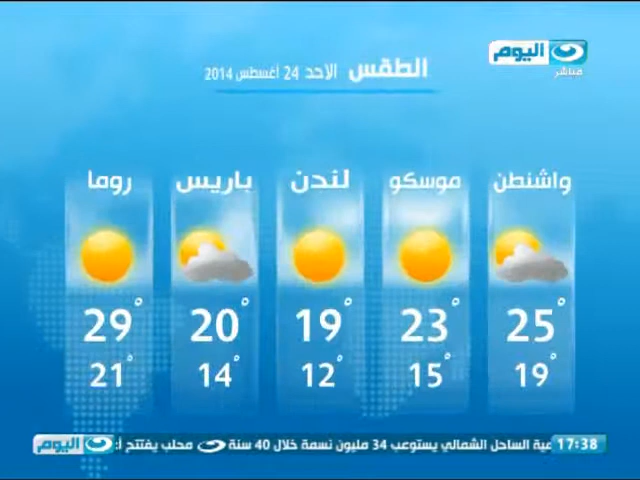 اليوم
مباشر
الطقس الاحد 24 أغسطس 2014
واشنطن موسكو لندن باريس روما
25° 23° 19° 20° 29°
19° 15° 12° 14° 21°
17:38 مية الساحل الشمالي يستوعب 34 مليون نسمة خلال 40 سنة محلب يفتتح أ: اليوم